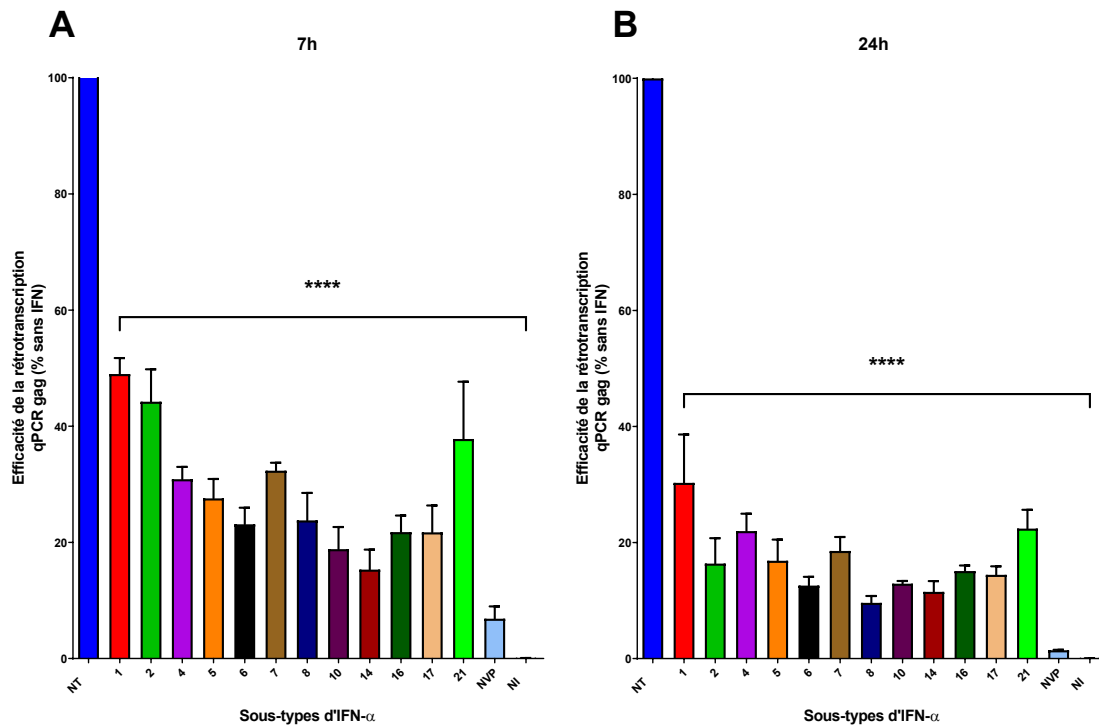 A
7h
Efficacité de la rétrotranscription
qPCR gag (% sans IFN)
100
80
60
40
20
0
****
NT
1
2
4
5
6
7
8
10
14
16
17
21
NVP
NI
Sous-types d'IFN-α
B
24h
Efficacité de la rétrotranscription
qPCR gag (% sans IFN)
100
80
60
40
20
0
****
NT
1
2
4
5
6
7
8
10
14
16
17
21
NVP
NI
Sous-types d'IFN-α